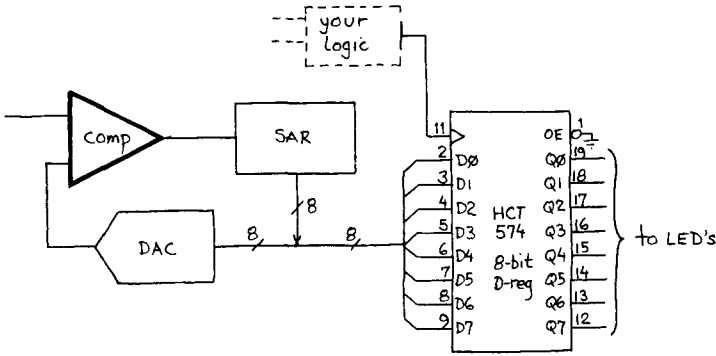 your
logic
Comp
SAR
8
DAC
8
8
11
OE
1
2 D0 Q0 19
3 D1 Q1 18
4 D2 Q2 17
5 D3 Q3 16
6 D4 Q4 15
7 D5 Q5 14
8 D6 Q6 13
9 D7 Q7 12
HCT
574
8-bit
D-reg
to LED's